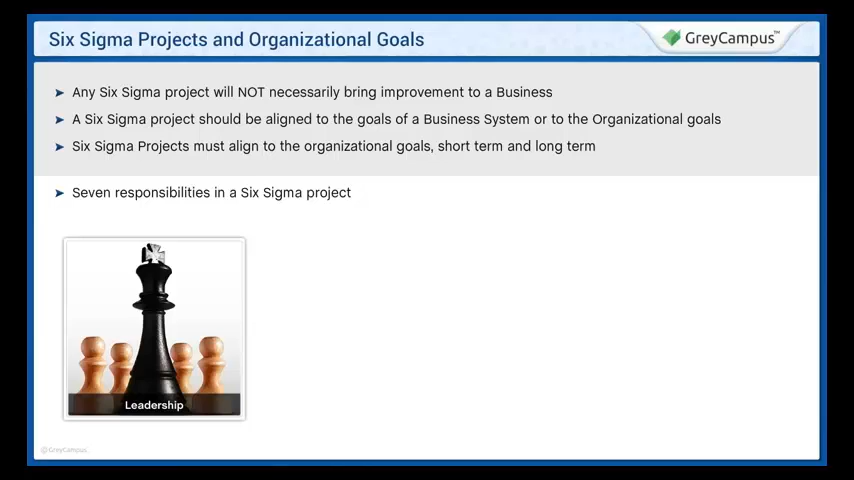 Six Sigma Projects and Organizational Goals
GreyCampus™
➤ Any Six Sigma project will NOT necessarily bring improvement to a Business
➤ A Six Sigma project should be aligned to the goals of a Business System or to the Organizational goals
➤ Six Sigma Projects must align to the organizational goals, short term and long term
➤ Seven responsibilities in a Six Sigma project
Leadership
@GreyCampus